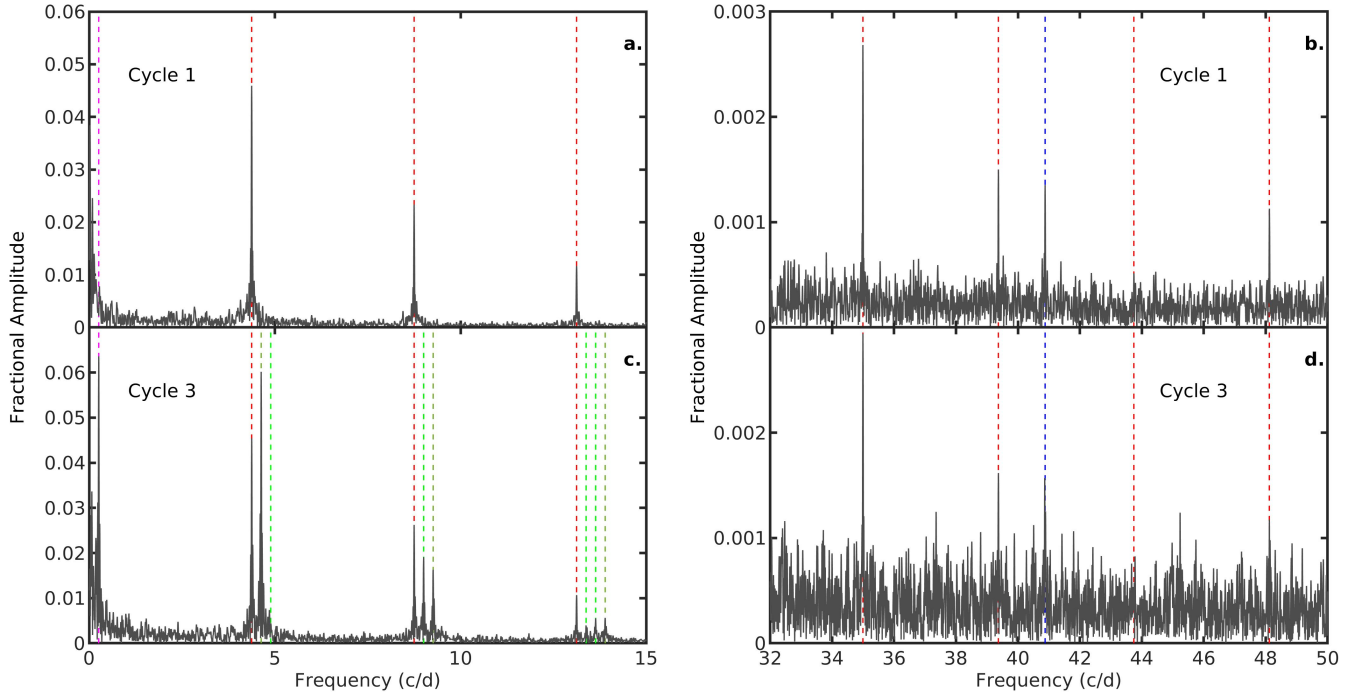 0.06
0.05
0.04
0.03
0.02
0.01
0
Cycle 1
a.
0.003
0.002
0.001
0
Cycle 1
b.
0.06
0.05
0.04
0.03
0.02
0.01
0
Cycle 3
c.
0.002
0.001
0
Cycle 3
d.
0
5
10
15
32
34
36
38
40
42
44
46
48
50
Fractional Amplitude
Fractional Amplitude
Frequency (c/d)
Frequency (c/d)